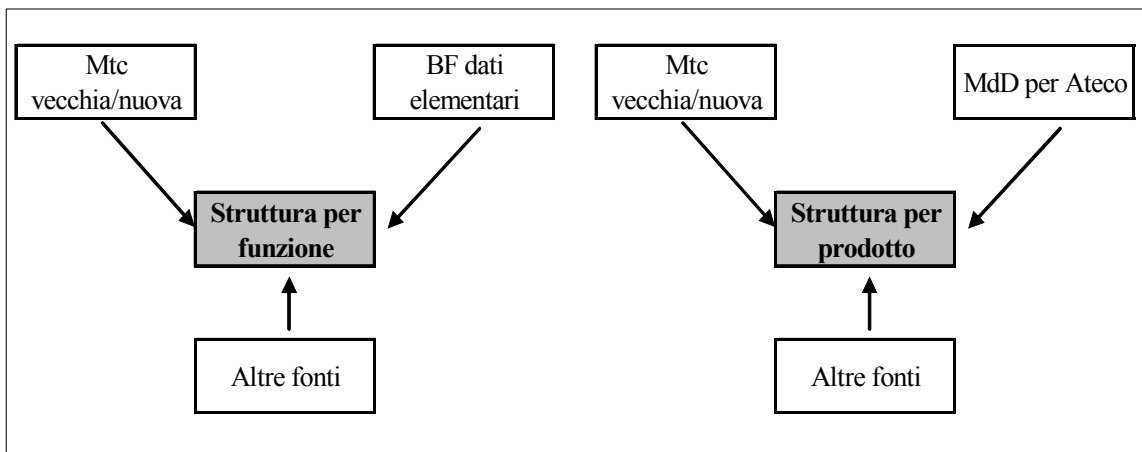 Mtc
vecchia/nuova
BF dati
elementari
Struttura per
funzione
Altre fonti
Mtc
vecchia/nuova
MdD per Ateco
Struttura per
prodotto
Altre fonti